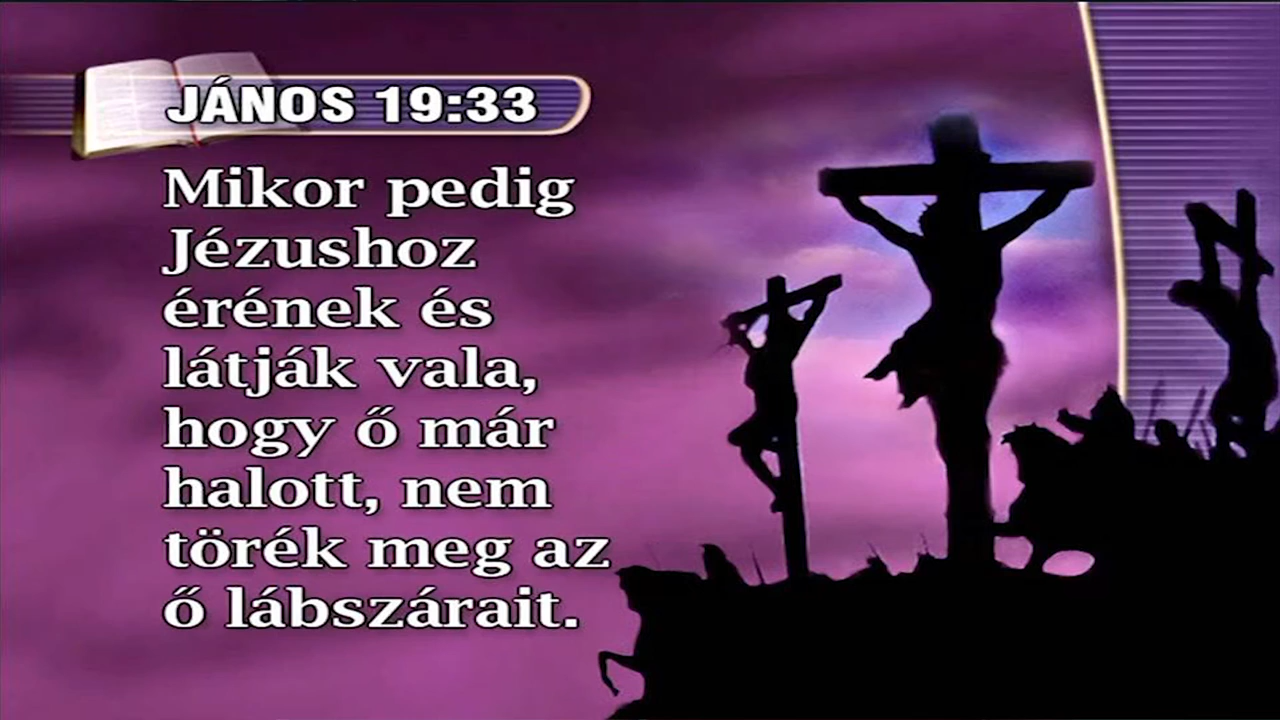 JÁNOS 19:33
Mikor pedig
Jézushoz
érének és
látják vala,
hogy ő már
halott, nem
törék meg az
ő lábszárait.